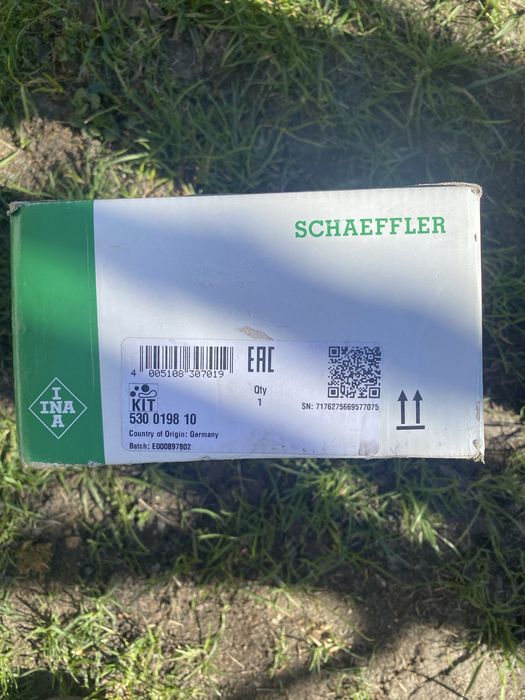 SCHAEFFLER
4 005108 307019
EAC
Qty
1
SN: 7176275669577075
KIT
530 0198 10
Country of Origin: Germany
Batch: E000897802
I
INA
A